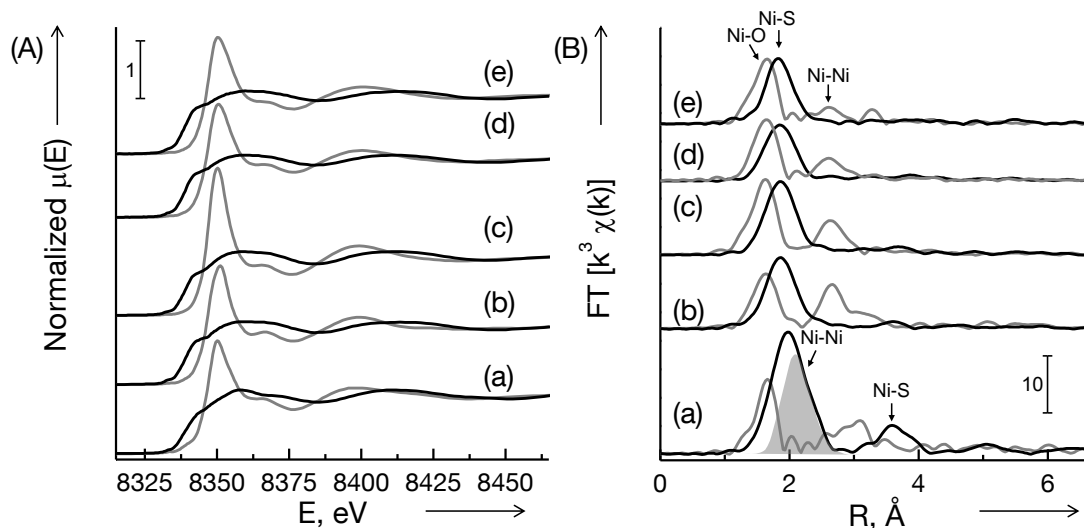 (A)
Normalized μ(E)
1
(e)
(d)
(c)
(b)
(a)
8325 8350 8375 8400 8425 8450
E, eV
(B)
FT [k³ χ(k)]
Ni-S
Ni-O
Ni-Ni
(e)
(d)
(c)
(b)
Ni-Ni
Ni-S
10
(a)
0 2 4 6
R, Å